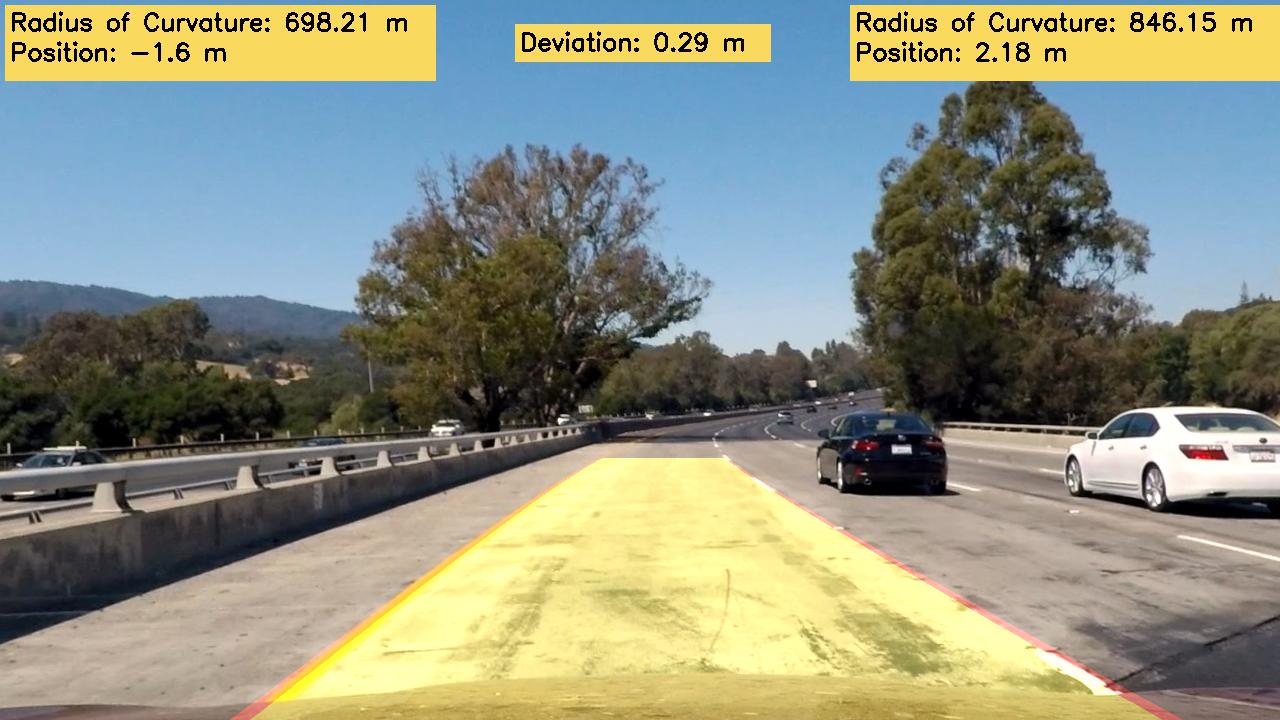 Radius of Curvature: 698.21 m
Position: -1.6 m
Deviation: 0.29 m
Radius of Curvature: 846.15 m
Position: 2.18 m